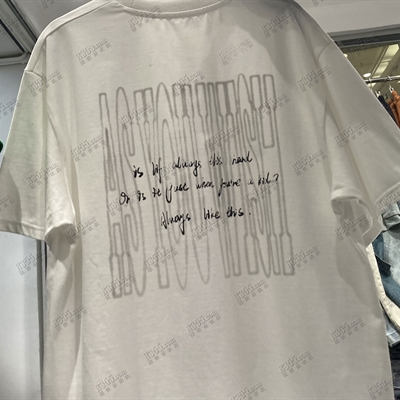 AS YOU WISH
is life always this hard
Or is it just when you're a kid?
Always like this.